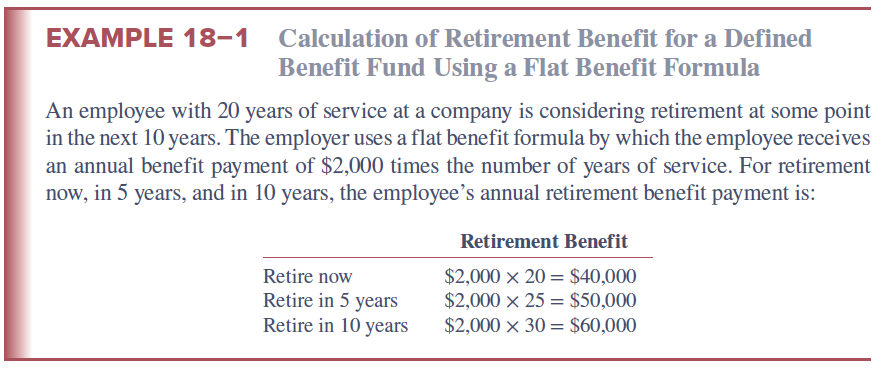 EXAMPLE 18–1 Calculation of Retirement Benefit for a Defined
Benefit Fund Using a Flat Benefit Formula
An employee with 20 years of service at a company is considering retirement at some point
in the next 10 years. The employer uses a flat benefit formula by which the employee receives
an annual benefit payment of $2,000 times the number of years of service. For retirement
now, in 5 years, and in 10 years, the employee's annual retirement benefit payment is:
Retirement Benefit
Retire now $2,000 × 20 = $40,000
Retire in 5 years $2,000 × 25 = $50,000
Retire in 10 years $2,000 × 30 = $60,000